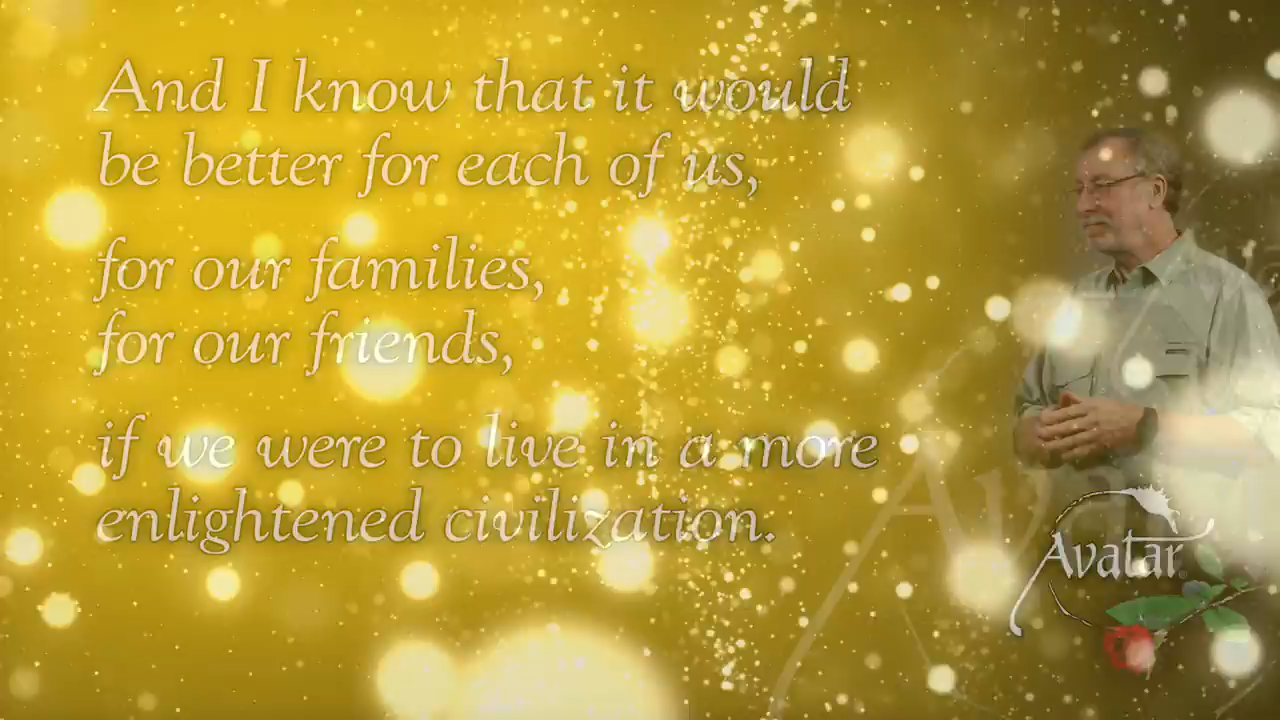 And I know that it would
be better for each of us,
for our families,
for our friends,
if we were to live in a more
enlightened civilization.
Avatar®
Avatar